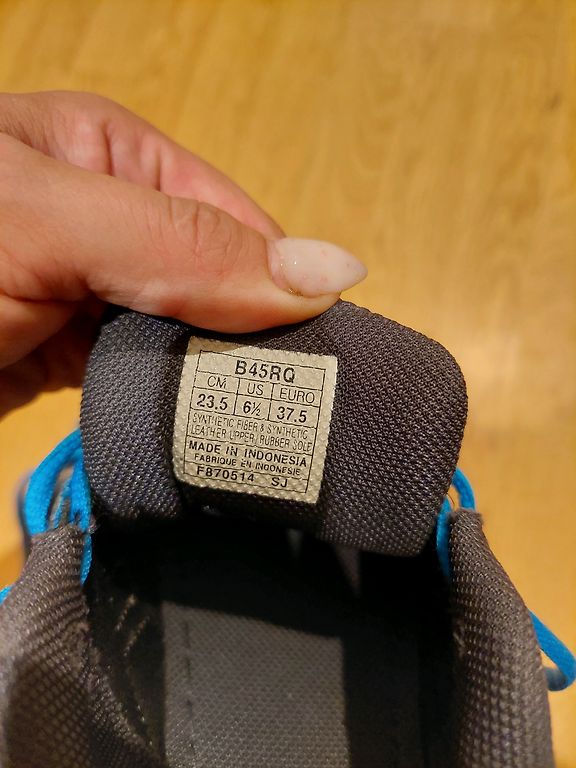 B45RQ
CM US EURO
23.5 6½ 37.5
SYNTHETIC FIBER & SYNTHETIC
LEATHER UPPER, RUBBER SOLE
MADE IN INDONESIA
FABRIQUE EN INDONESIE
F870514 SJ